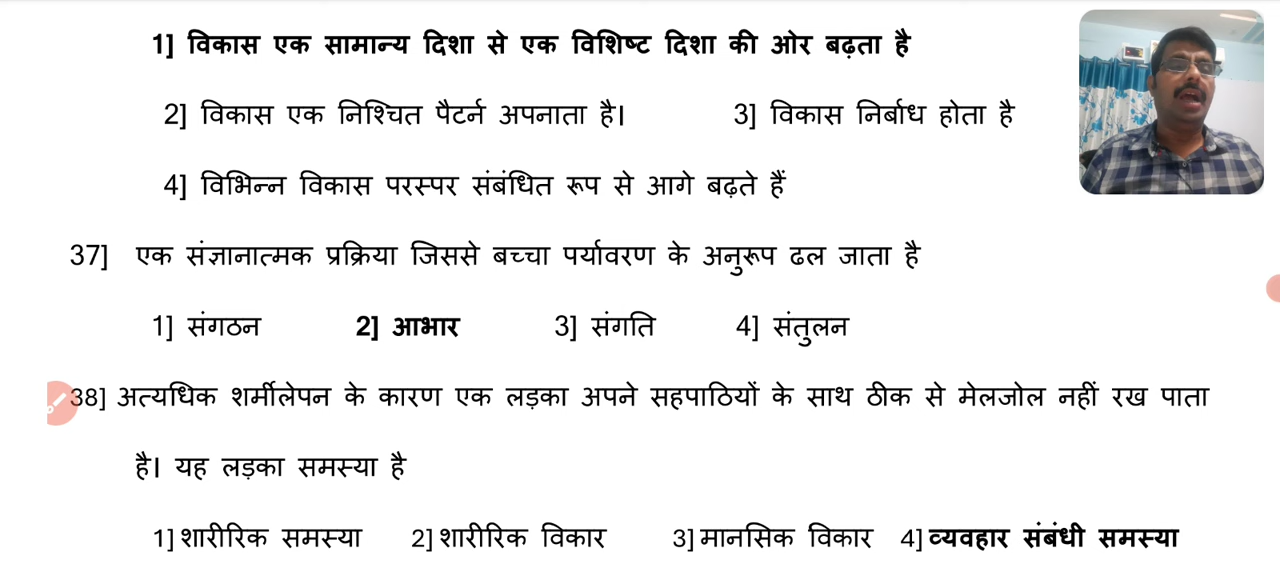 1] विकास एक सामान्य दिशा से एक विशिष्ट दिशा की ओर बढ़ता है
2] विकास एक निश्चित पैटर्न अपनाता है। 3] विकास निर्बाध होता है
4] विभिन्न विकास परस्पर संबंधित रूप से आगे बढ़ते हैं
37] एक संज्ञानात्मक प्रक्रिया जिससे बच्चा पर्यावरण के अनुरूप ढल जाता है
1] संगठन 2] आभार 3] संगति 4] संतुलन
38] अत्यधिक शर्मीलेपन के कारण एक लड़का अपने सहपाठियों के साथ ठीक से मेलजोल नहीं रख पाता
है। यह लड़का समस्या है
1] शारीरिक समस्या 2] शारीरिक विकार 3] मानसिक विकार 4] व्यवहार संबंधी समस्या